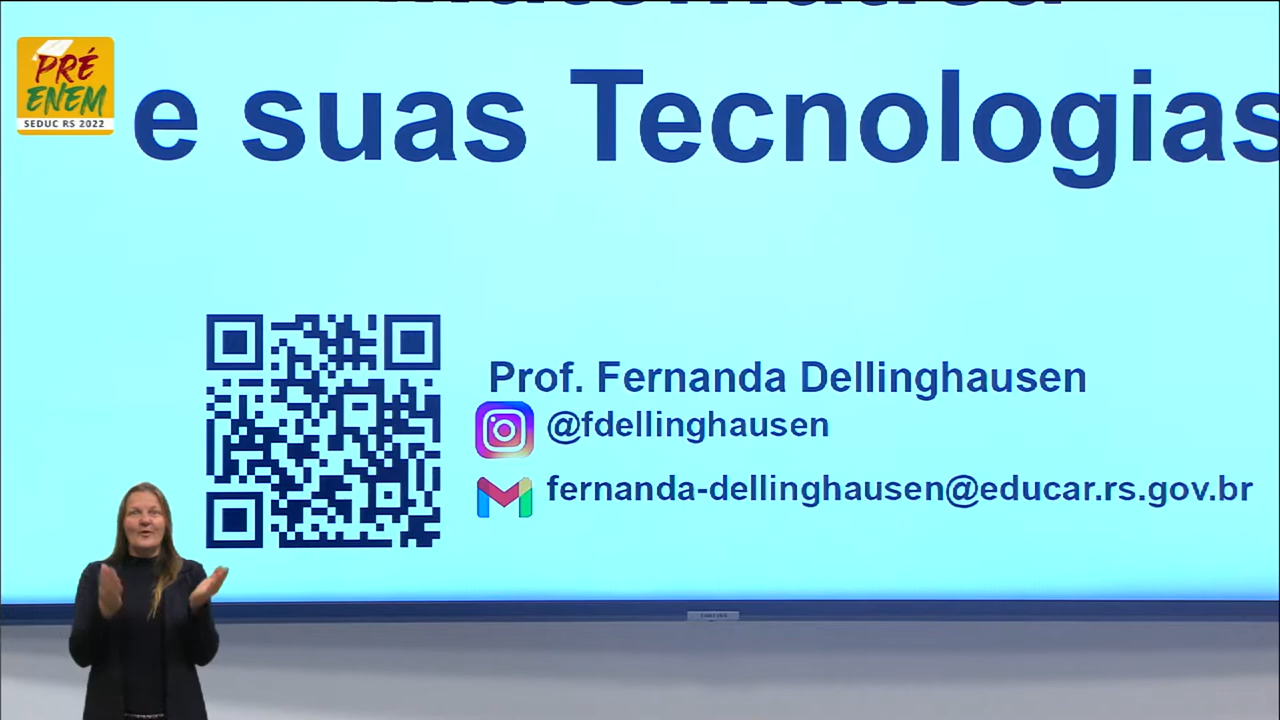 PRÉ
ENEM
SEDUC RS 2022
e suas Tecnologias
Prof. Fernanda Dellinghausen
@fdellinghausen
fernanda-dellinghausen@educar.rs.gov.br